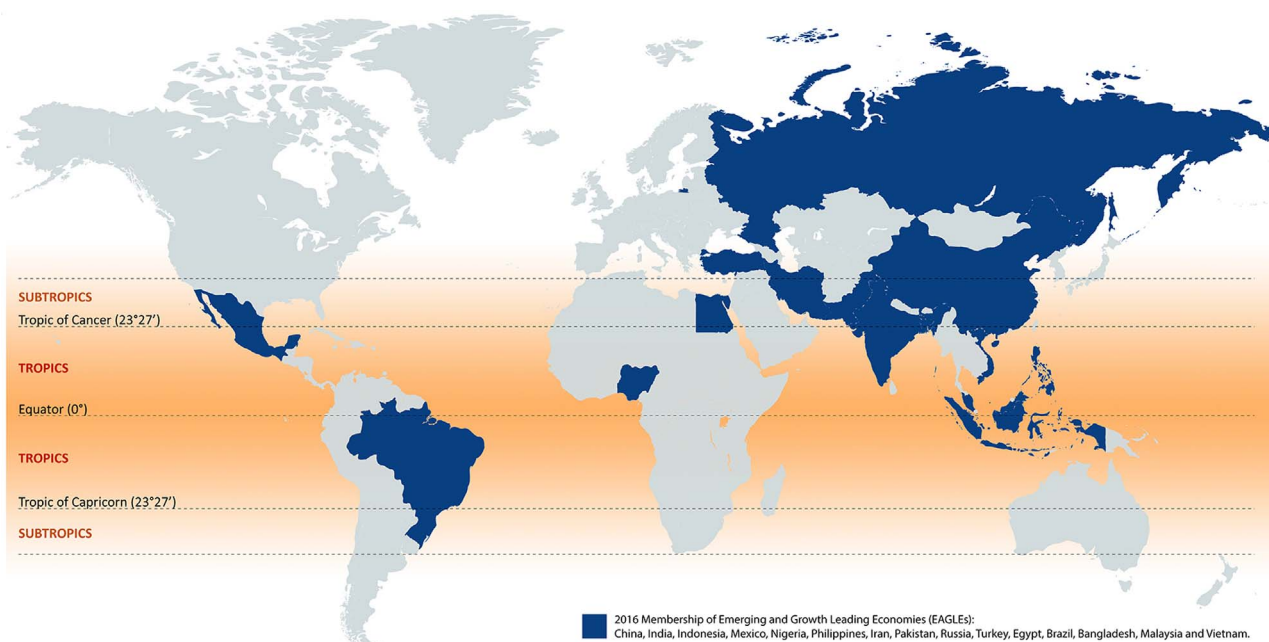 SUBTROPICS
Tropic of Cancer (23°27’)
TROPICS
Equator (0°)
TROPICS
Tropic of Capricorn (23°27’)
SUBTROPICS
2016 Membership of Emerging and Growth Leading Economies (EAGLEs):
China, India, Indonesia, Mexico, Nigeria, Philippines, Iran, Pakistan, Russia, Turkey, Egypt, Brazil, Bangladesh, Malaysia and Vietnam.